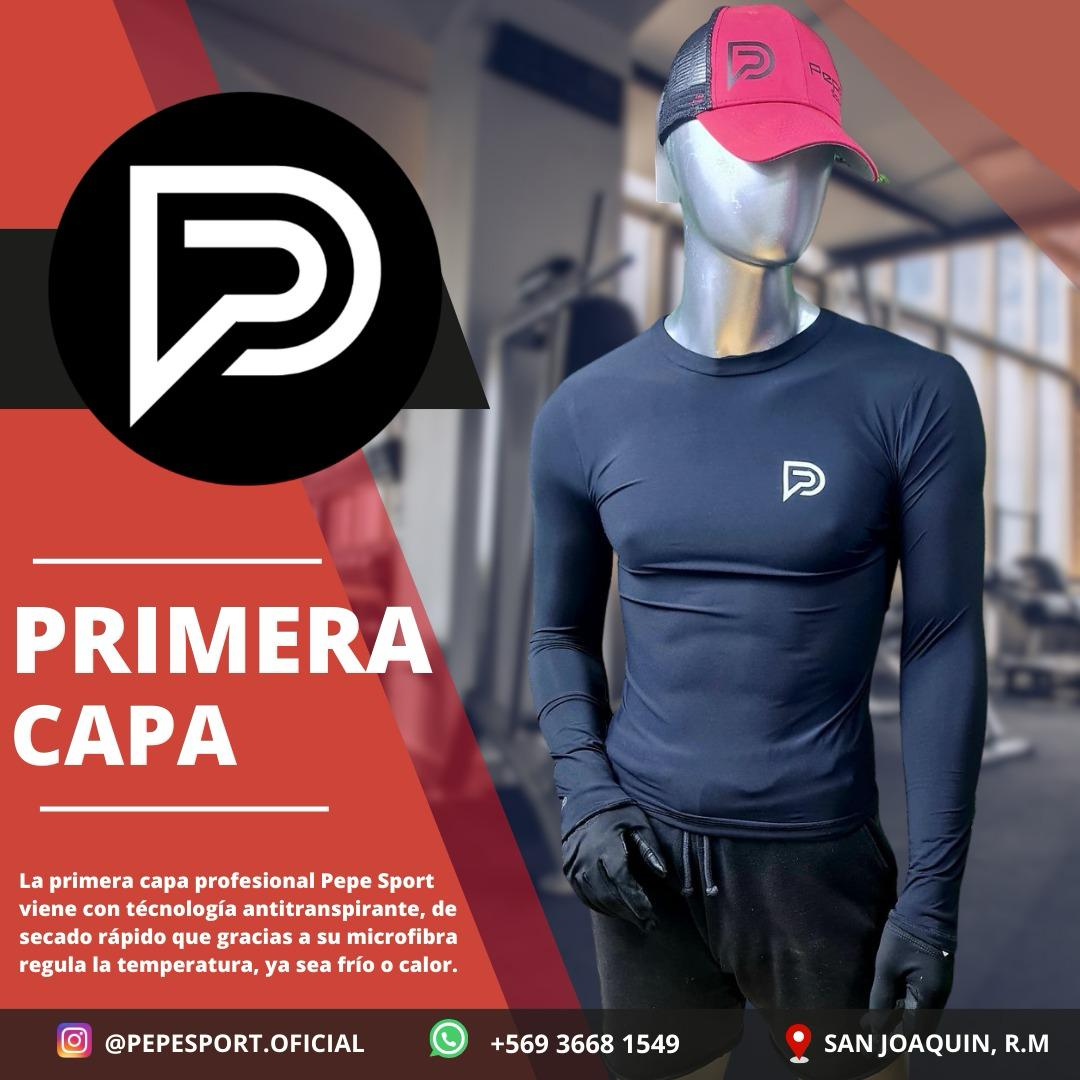 PRIMERA
CAPA
La primera capa profesional Pepe Sport
viene con técnología antitranspirante, de
secado rápido que gracias a su microfibra
regula la temperatura, ya sea frío o calor.
@PEPESPORT.OFICIAL
+569 3668 1549
SAN JOAQUIN, R.M